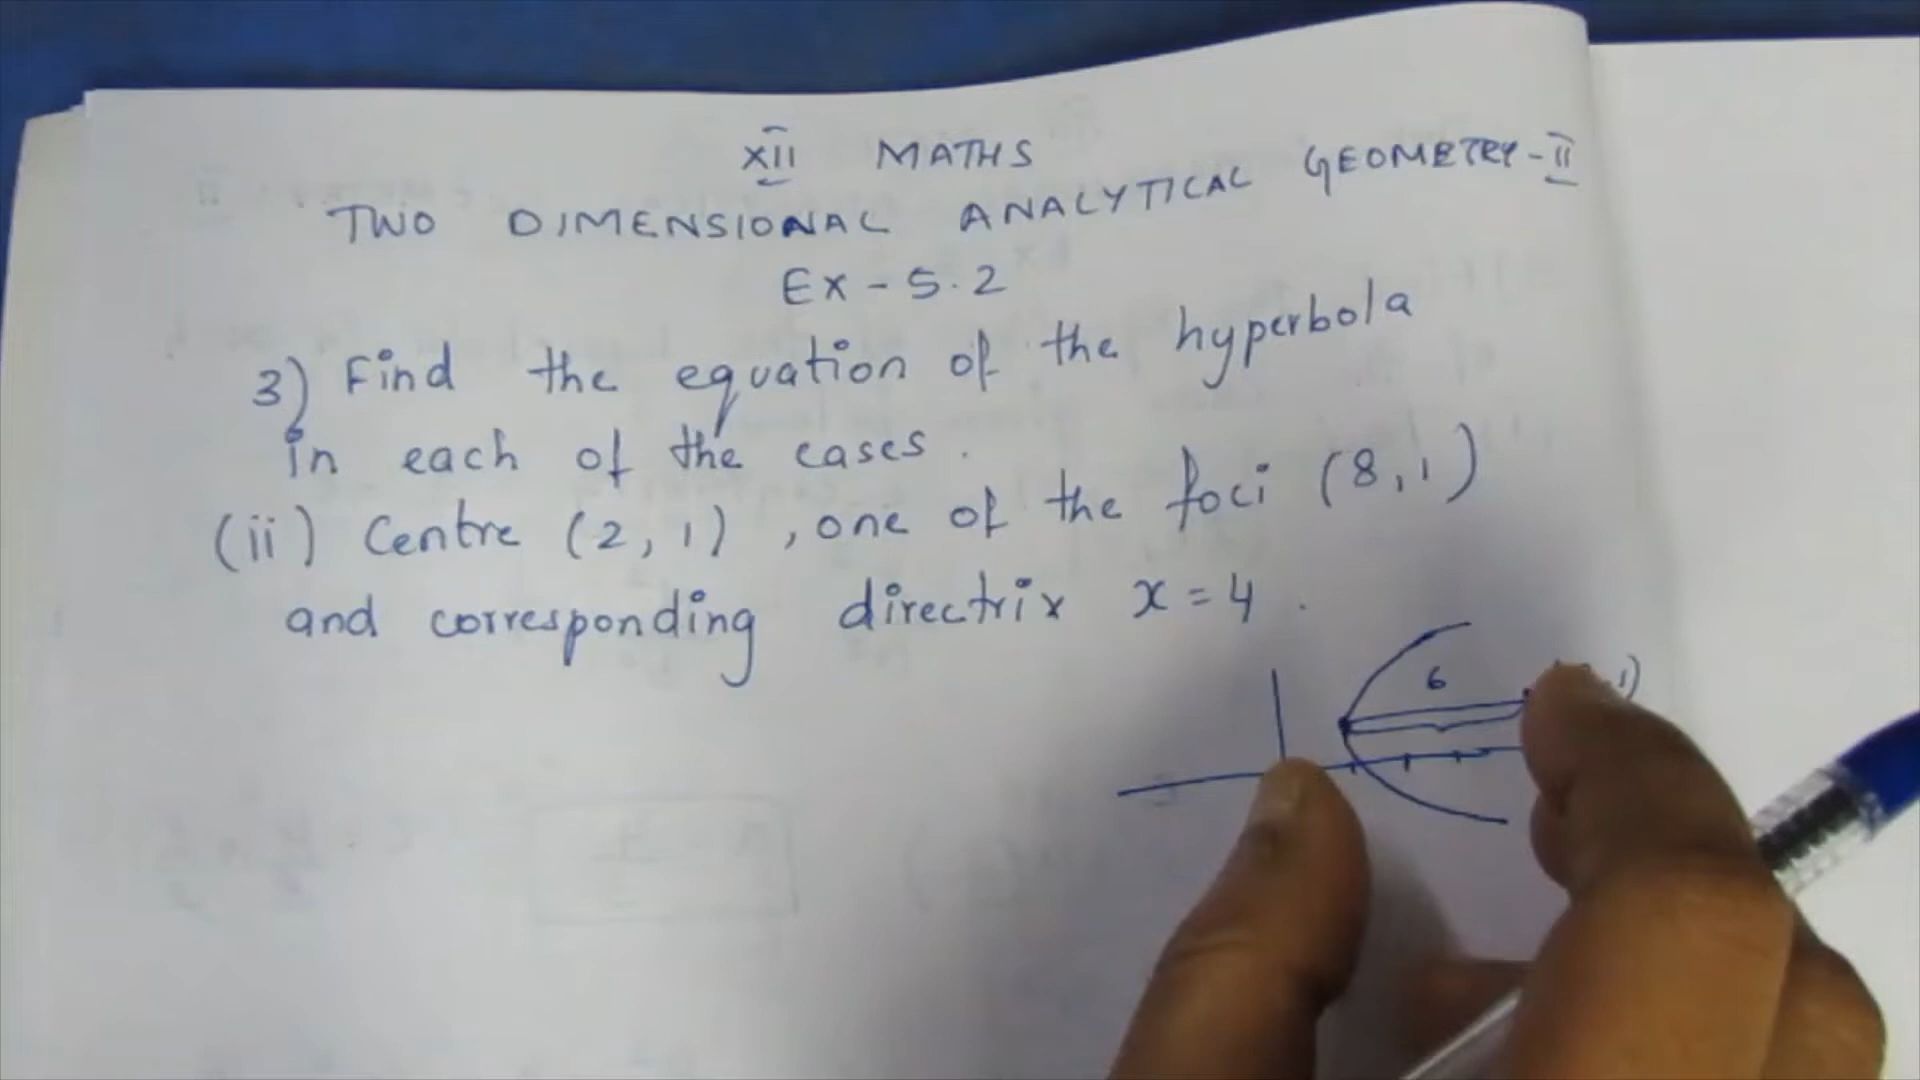 XII MATHS
TWO DIMENSIONAL ANALYTICAL GEOMETRY-II
Ex-5.2
3) Find the equation of the hyperbola
in each of the cases.
(ii) Centre (2,1), one of the foci (8,1)
and corresponding directrix x=4.
6
,1)